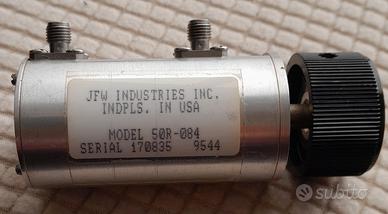 JFW INDUSTRIES INC.
INDPLS. IN USA
MODEL 50R-084
SERIAL 170835 9544
subito